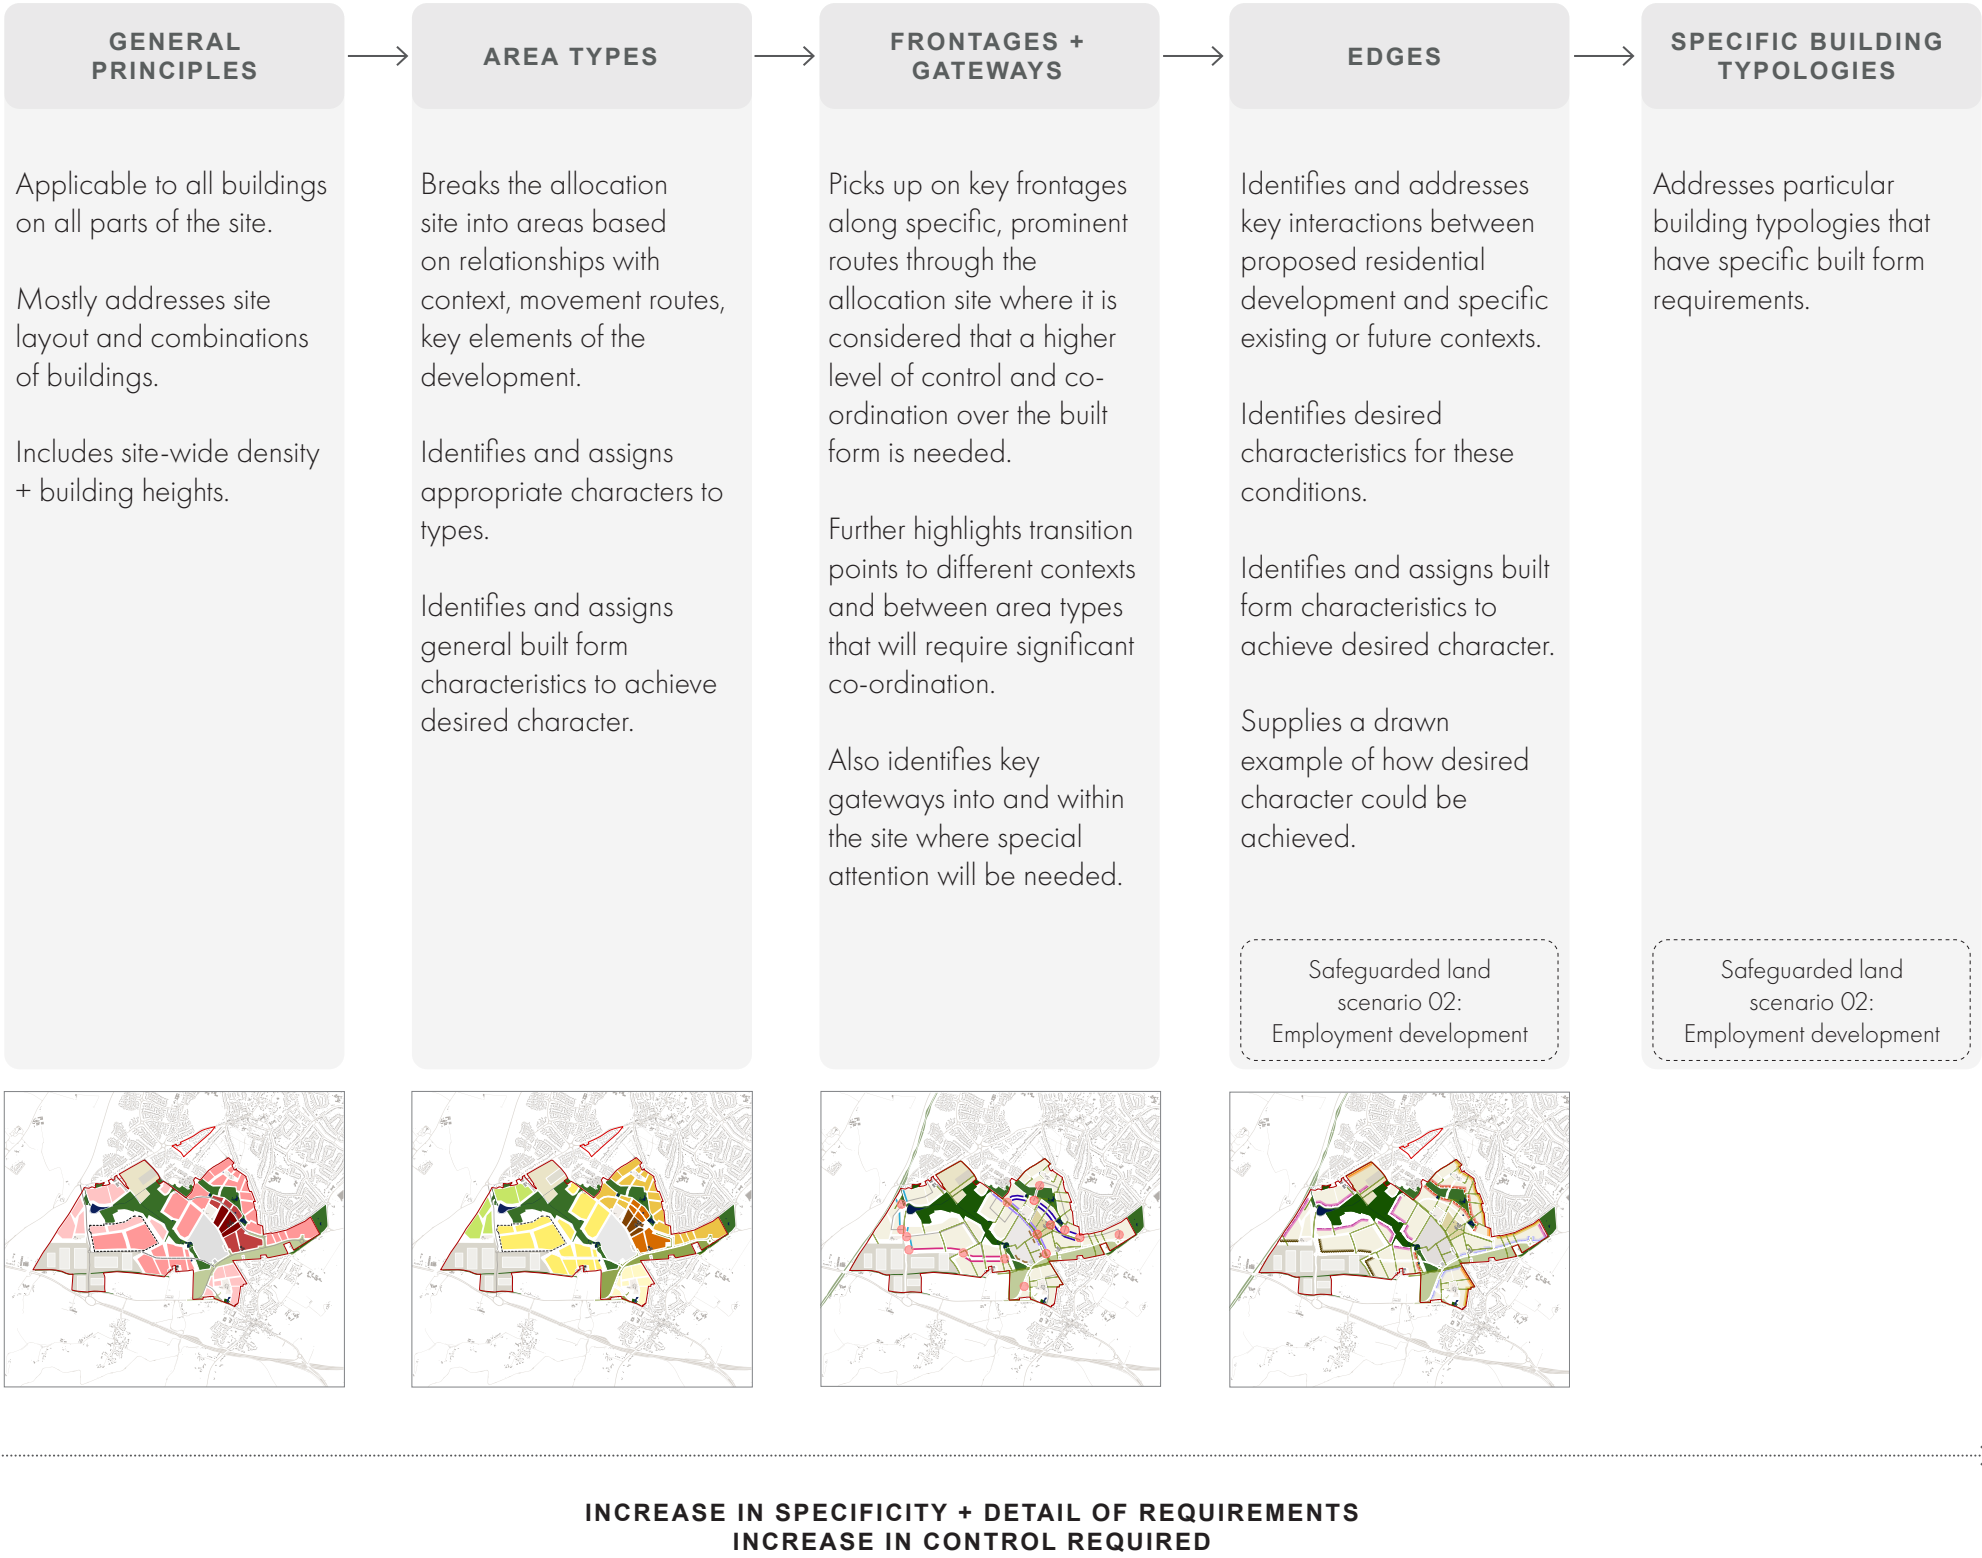 GENERAL
PRINCIPLES
Applicable to all buildings
on all parts of the site.
Mostly addresses site
layout and combinations
of buildings.
Includes site-wide density
+ building heights.
AREA TYPES
Breaks the allocation
site into areas based
on relationships with
context, movement routes,
key elements of the
development.
Identifies and assigns
appropriate characters to
types.
Identifies and assigns
general built form
characteristics to achieve
desired character.
FRONTAGES +
GATEWAYS
Picks up on key frontages
along specific, prominent
routes through the
allocation site where it is
considered that a higher
level of control and co-
ordination over the built
form is needed.
Further highlights transition
points to different contexts
and between area types
that will require significant
co-ordination.
Also identifies key
gateways into and within
the site where special
attention will be needed.
EDGES
Identifies and addresses
key interactions between
proposed residential
development and specific
existing or future contexts.
Identifies desired
characteristics for these
conditions.
Identifies and assigns built
form characteristics to
achieve desired character.
Supplies a drawn
example of how desired
character could be
achieved.
Safeguarded land
scenario 02:
Employment development
SPECIFIC BUILDING
TYPOLOGIES
Addresses particular
building typologies that
have specific built form
requirements.
Safeguarded land
scenario 02:
Employment development
INCREASE IN SPECIFICITY + DETAIL OF REQUIREMENTS
INCREASE IN CONTROL REQUIRED